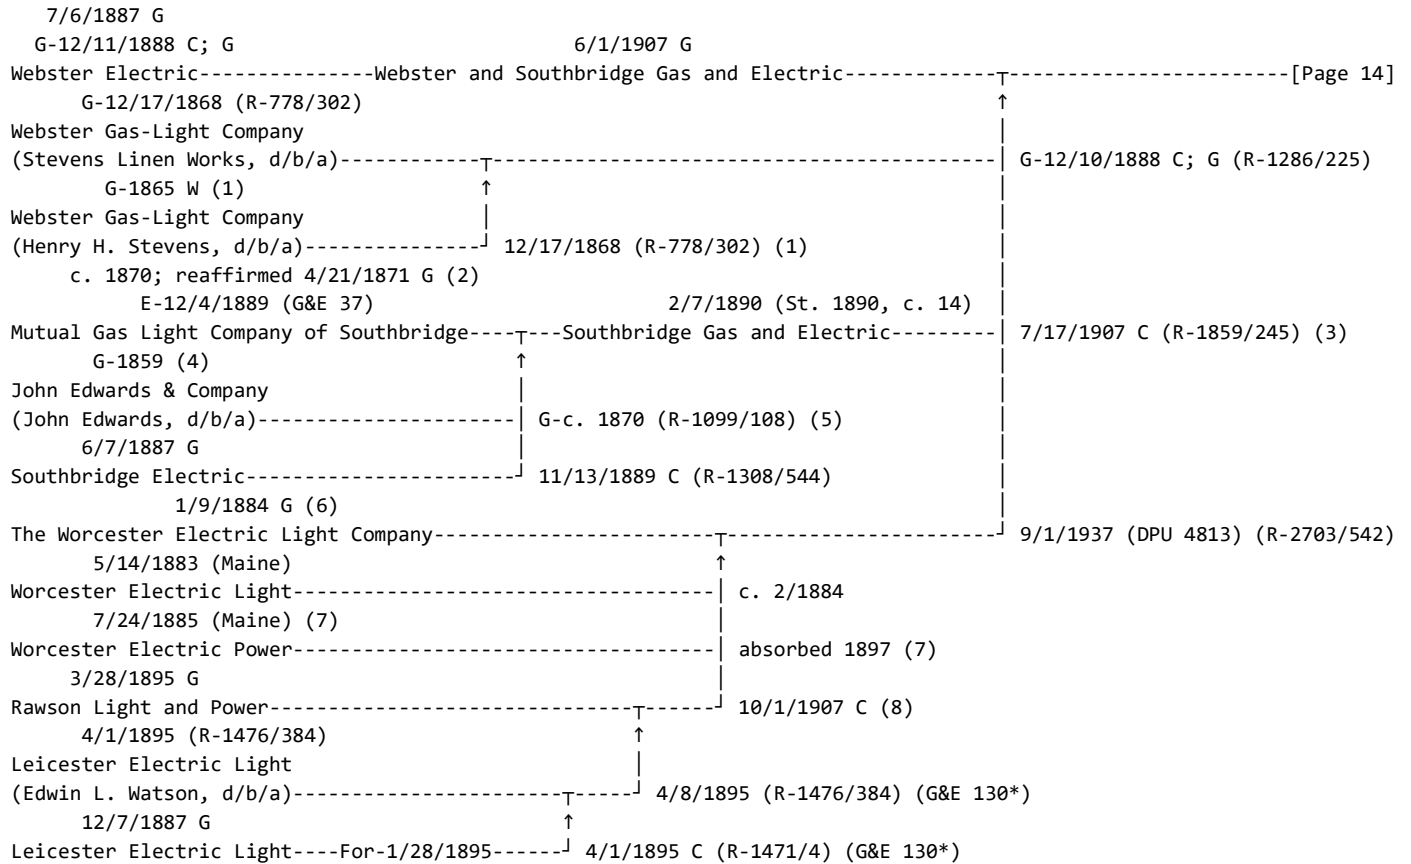 7/6/1887 G
G-12/11/1888 C; G                             6/1/1907 G
Webster Electric---------------Webster and Southbridge Gas and Electric-------------┬------------------------[Page 14]
G-12/17/1868 (R-778/302)                                                      ↑
Webster Gas-Light Company                                                           │
(Stevens Linen Works, d/b/a)------------┬-------------------------------------------│ G-12/10/1888 C; G (R-1286/225)
G-1865 W (1)                    ↑                                           │
Webster Gas-Light Company               │                                           │
(Henry H. Stevens, d/b/a)---------------┘ 12/17/1868 (R-778/302) (1)                │
c. 1870; reaffirmed 4/21/1871 G (2)                                            │
E-12/4/1889 (G&E 37)                         2/7/1890 (St. 1890, c. 14)  │
Mutual Gas Light Company of Southbridge----┬---Southbridge Gas and Electric---------│ 7/17/1907 C (R-1859/245) (3)
G-1859 (4)                          ↑                                        │
John Edwards & Company                     │                                        │
(John Edwards, d/b/a)----------------------│ G-c. 1870 (R-1099/108) (5)             │
6/7/1887 G                           │                                        │
Southbridge Electric-----------------------┘ 11/13/1889 C (R-1308/544)              │
1/9/1884 G (6)                                                        │
The Worcester Electric Light Company------------------------┬-----------------------┘ 9/1/1937 (DPU 4813) (R-2703/542)
5/14/1883 (Maine)                                    ↑
Worcester Electric Light------------------------------------│ c. 2/1884
7/24/1885 (Maine) (7)                                │
Worcester Electric Power------------------------------------│ absorbed 1897 (7)
3/28/1895 G                                            │
Rawson Light and Power-------------------------------┬------┘ 10/1/1907 C (8)
4/1/1895 (R-1476/384)                          ↑
Leicester Electric Light                             │
(Edwin L. Watson, d/b/a)-----------------------┬-----┘ 4/8/1895 (R-1476/384) (G&E 130*)
12/7/1887 G                              ↑
Leicester Electric Light----For-1/28/1895------┘ 4/1/1895 C (R-1471/4) (G&E 130*)